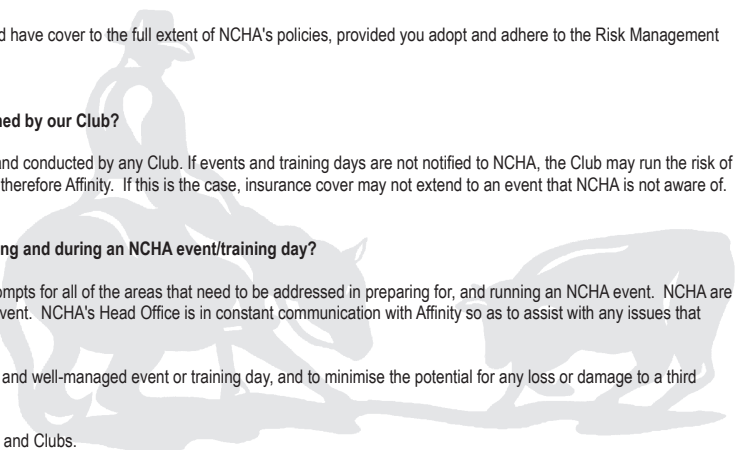 d have cover to the full extent of NCHA's policies, provided you adopt and adhere to the Risk Management
ned by our Club?
and conducted by any Club. If events and training days are not notified to NCHA, the Club may run the risk of
therefore Affinity. If this is the case, insurance cover may not extend to an event that NCHA is not aware of.
ing and during an NCHA event/training day?
ompts for all of the areas that need to be addressed in preparing for, and running an NCHA event. NCHA are
vent. NCHA's Head Office is in constant communication with Affinity so as to assist with any issues that
and well-managed event or training day, and to minimise the potential for any loss or damage to a third
and Clubs.